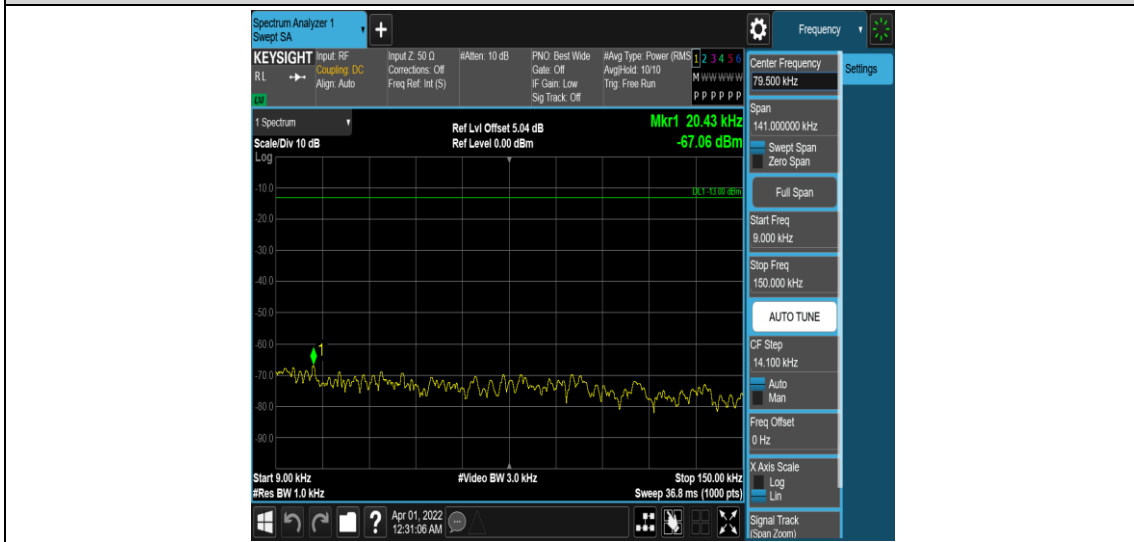 Spectrum Analyzer 1
Swept SA
+
Frequency
KEYSIGHT
RL
Input: RF
Coupling: DC
Align: Auto
Input Z: 50 Ω
Corrections: Off
Freq Ref: Int (S)
#Atten: 10 dB
PNO: Best Wide
Gate: Off
IF Gain: Low
Sig Track: Off
#Avg Type: Power (RMS
Avg|Hold: 10/10
Trig: Free Run
1 2 3 4 5 6
M W W W W W
P P P P P P
1 Spectrum
Scale/Div 10 dB
Log
Ref Lvl Offset 5.04 dB
Ref Level 0.00 dBm
Mkr1 20.43 kHz
-67.06 dBm
DL1 -13.00 dBm
-10.0
-20.0
-30.0
-40.0
-50.0
-60.0
-70.0
-80.0
-90.0
1
Start 9.00 kHz
#Res BW 1.0 kHz
#Video BW 3.0 kHz
Stop 150.00 kHz
Sweep 36.8 ms (1000 pts)
?
Apr 01, 2022
12:31:06 AM
Center Frequency
79.500 kHz
Settings
Span
141.000000 kHz
Swept Span
Zero Span
Full Span
Start Freq
9.000 kHz
Stop Freq
150.000 kHz
AUTO TUNE
CF Step
14.100 kHz
Auto
Man
Freq Offset
0 Hz
X Axis Scale
Log
Lin
Signal Track
(Span Zoom)